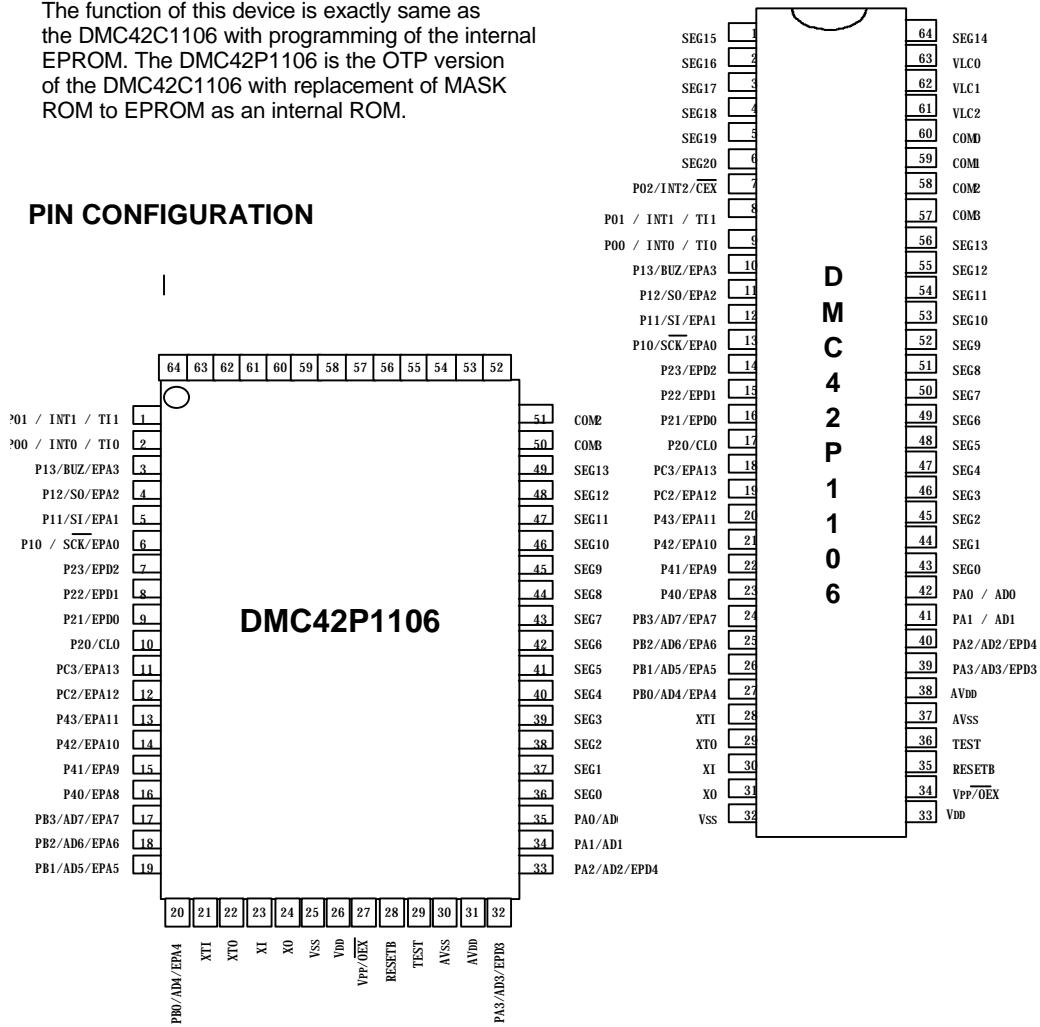 The function of this device is exactly same as
the DMC42C1106 with programming of the internal
EPROM. The DMC42P1106 is the OTP version
of the DMC42C1106 with replacement of MASK
ROM to EPROM as an internal ROM.
PIN CONFIGURATION
64 63 62 61 60 59 58 57 56 55 54 53 52
P01 / INT1 / TI1 1
P00 / INT0 / TI0 2
P13/BUZ/EPA3 3
P12/SO/EPA2 4
P11/SI/EPA1 5
P10 / SCK/EPA0 6
P23/EPD2 7
P22/EPD1 8
P21/EPD0 9
P20/CLO 10
PC3/EPA13 11
PC2/EPA12 12
P43/EPA11 13
P42/EPA10 14
P41/EPA9 15
P40/EPA8 16
PB3/AD7/EPA7 17
PB2/AD6/EPA6 18
PB1/AD5/EPA5 19
DMC42P1106
51 COM2
50 COM3
49 SEG13
48 SEG12
47 SEG11
46 SEG10
45 SEG9
44 SEG8
43 SEG7
42 SEG6
41 SEG5
40 SEG4
39 SEG3
38 SEG2
37 SEG1
36 SEG0
35 PA0/AD
34 PA1/AD1
33 PA2/AD2/EPD4
20 21 22 23 24 25 26 27 28 29 30 31 32
PB0/AD4/EPA4
XTI
XTO
XI
XO
VSS
VDD
VPP/OEX
RESETB
TEST
AVSS
AVDD
PA3/AD3/EPD3
SEG15 1
SEG16 2
SEG17 3
SEG18 4
SEG19 5
SEG20 6
P02/INT2/CEX 7
P01 / INT1 / TI1 8
P00 / INT0 / TI0 9
P13/BUZ/EPA3 10
P12/SO/EPA2 11
P11/SI/EPA1 12
P10/SCK/EPA0 13
P23/EPD2 14
P22/EPD1 15
P21/EPD0 16
P20/CLO 17
PC3/EPA13 18
PC2/EPA12 19
P43/EPA11 20
P42/EPA10 21
P41/EPA9 22
P40/EPA8 23
PB3/AD7/EPA7 24
PB2/AD6/EPA6 25
PB1/AD5/EPA5 26
PB0/AD4/EPA4 27
XTI 28
XTO 29
XI 30
XO 31
VSS 32
DMC42P1106
64 SEG14
63 VLC0
62 VLC1
61 VLC2
60 COM0
59 COM1
58 COM2
57 COM3
56 SEG13
55 SEG12
54 SEG11
53 SEG10
52 SEG9
51 SEG8
50 SEG7
49 SEG6
48 SEG5
47 SEG4
46 SEG3
45 SEG2
44 SEG1
43 SEG0
42 PA0 / AD0
41 PA1 / AD1
40 PA2/AD2/EPD4
39 PA3/AD3/EPD3
38 AVDD
37 AVSS
36 TEST
35 RESETB
34 VPP/OEX
33 VDD